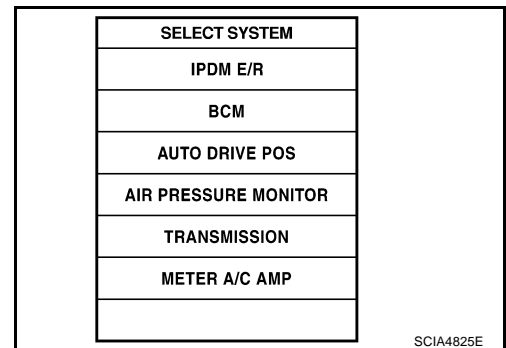 SELECT SYSTEM
IPDM E/R
BCM
AUTO DRIVE POS
AIR PRESSURE MONITOR
TRANSMISSION
METER A/C AMP
SCIA4825E